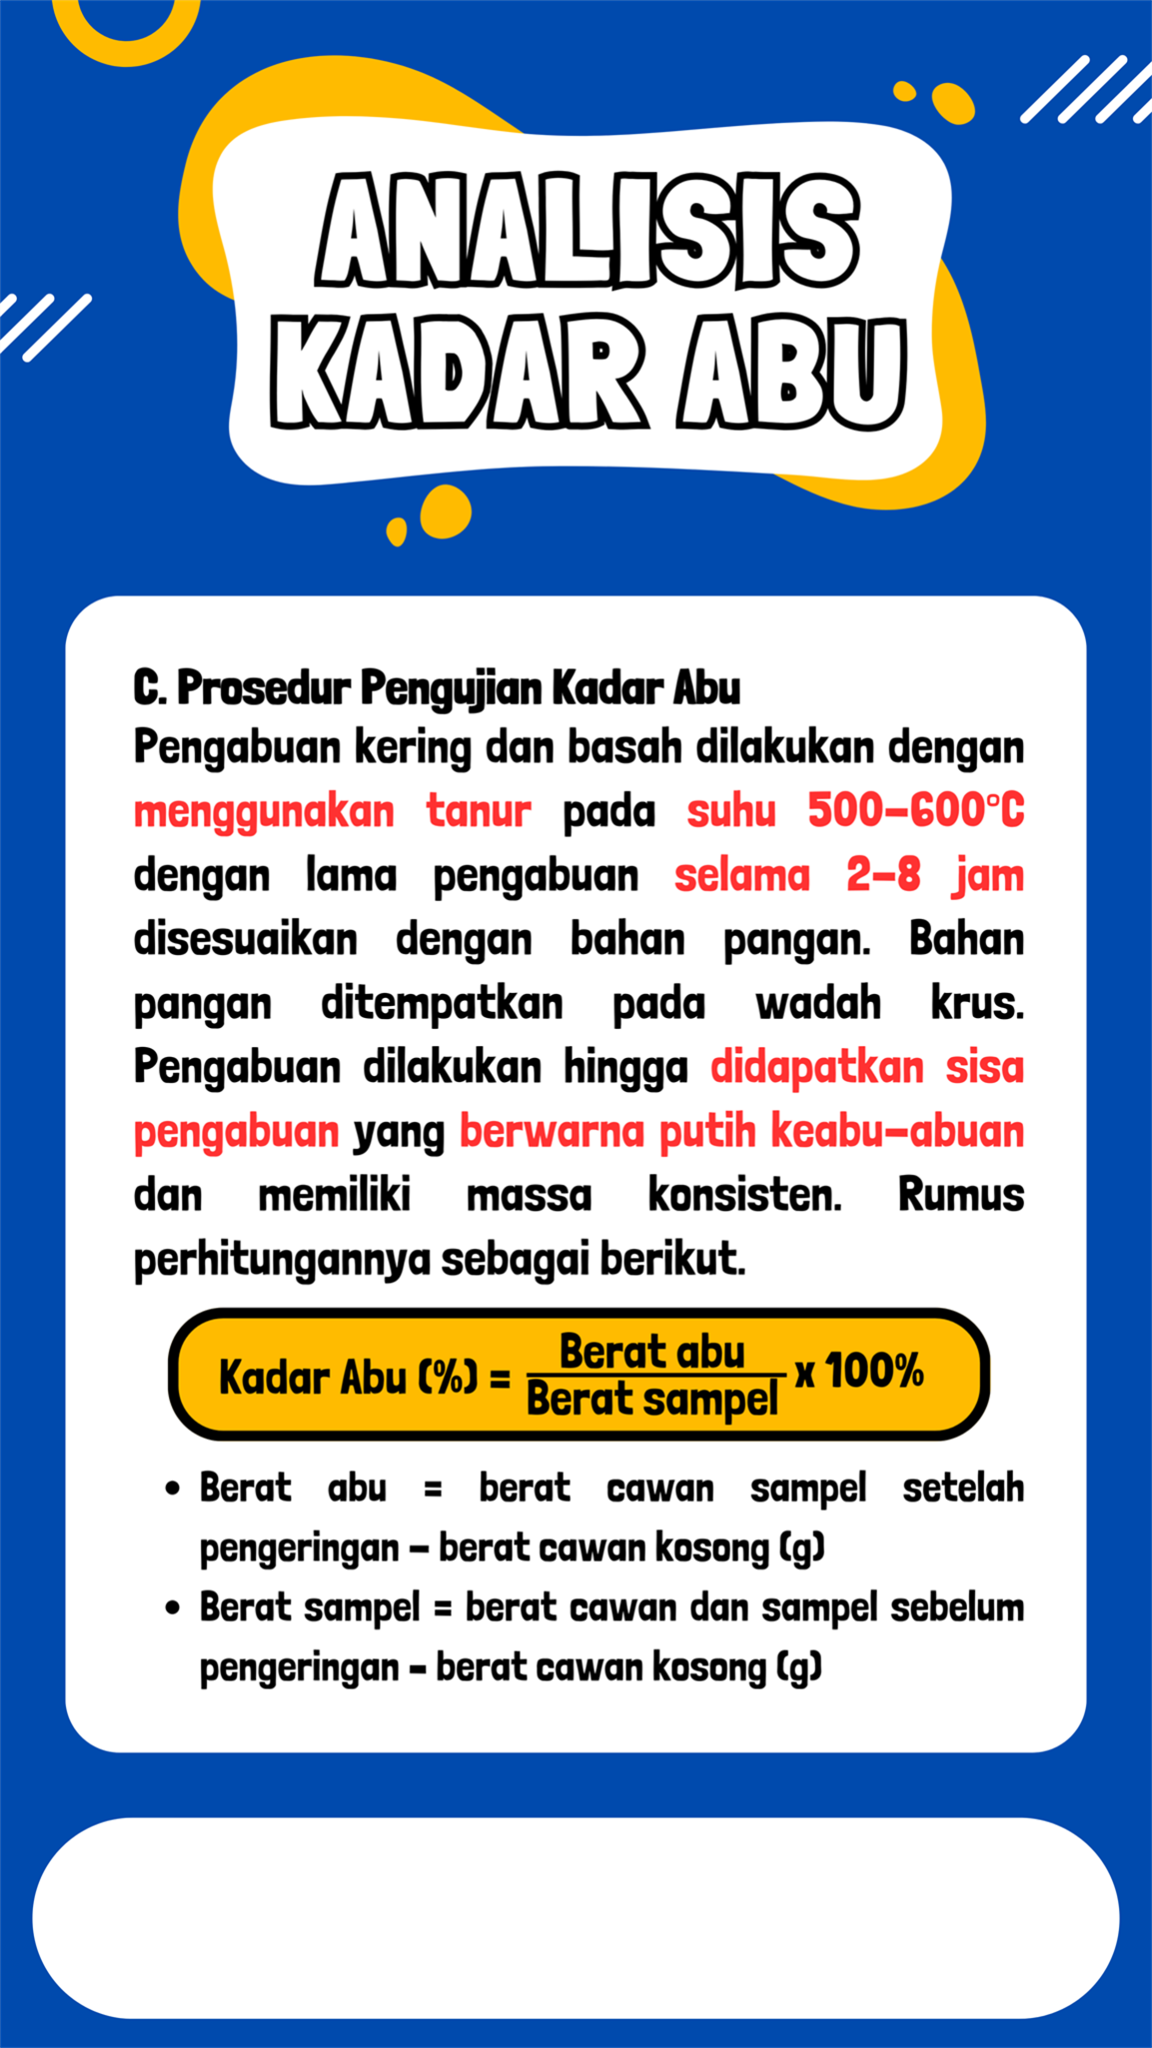 ANALISIS
KADAR ABU
C. Prosedur Pengujian Kadar Abu
Pengabuan kering dan basah dilakukan dengan
menggunakan tanur pada suhu 500–600°C
dengan lama pengabuan selama 2–8 jam
disesuaikan dengan bahan pangan. Bahan
pangan ditempatkan pada wadah krus.
Pengabuan dilakukan hingga didapatkan sisa
pengabuan yang berwarna putih keabu–abuan
dan memiliki massa konsisten. Rumus
perhitungannya sebagai berikut.
Kadar Abu (%) = Berat abu / Berat sampel x 100%
• Berat abu = berat cawan sampel setelah
pengeringan – berat cawan kosong (g)
• Berat sampel = berat cawan dan sampel sebelum
pengeringan - berat cawan kosong (g)